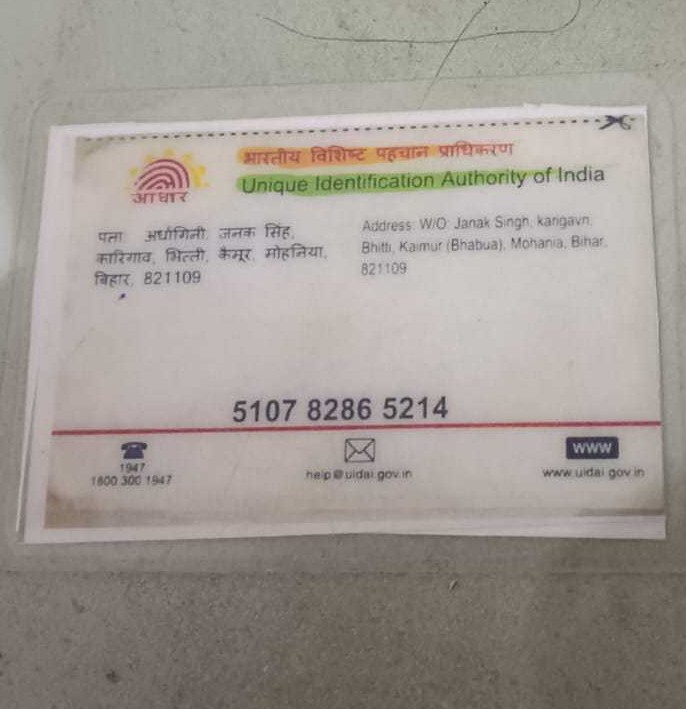 भारतीय विशिष्ट पहचान प्राधिकरण
Unique Identification Authority of India
आधार
पता: अर्धांगिनी, जनक सिंह,
कारिगाव, भित्ती, कैमूर, मोहनिया,
बिहार, 821109
Address: W/O: Janak Singh, karigavn,
Bhitti, Kaimur (Bhabua), Mohania, Bihar,
821109
5107 8286 5214
1947
1800 300 1947
help@uidai.gov.in
www
www.uidai.gov.in